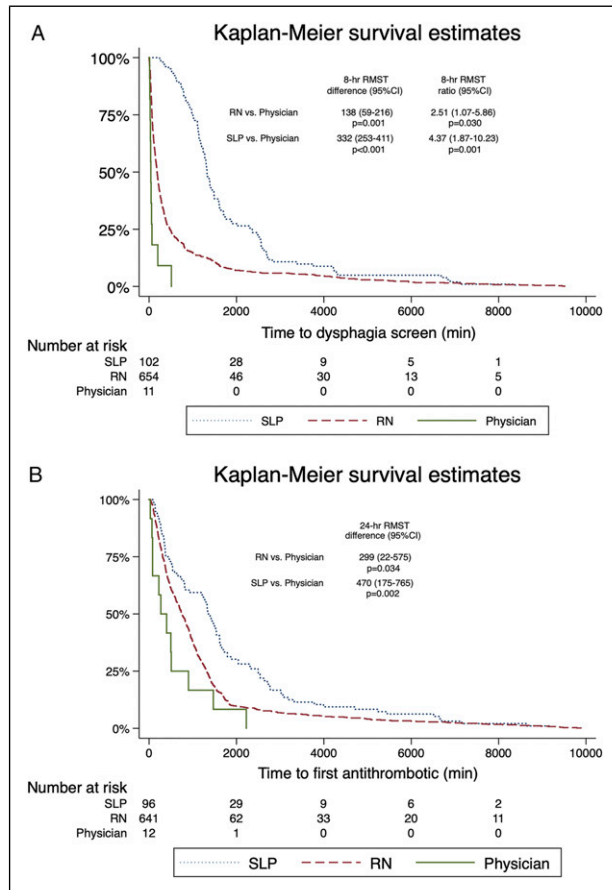 A
Kaplan-Meier survival estimates
100%
75%
50%
25%
0%
8-hr RMST difference (95%CI)
8-hr RMST ratio (95%CI)
RN vs. Physician 138 (59-216) p=0.001 2.51 (1.07-5.86) p=0.030
SLP vs. Physician 332 (253-411) p<0.001 4.37 (1.87-10.23) p=0.001
0 2000 4000 6000 8000 10000
Time to dysphagia screen (min)
Number at risk
SLP 102 28 9 5 1
RN 654 46 30 13 5
Physician 11 0 0 0 0
SLP RN Physician
B
Kaplan-Meier survival estimates
100%
75%
50%
25%
0%
24-hr RMST difference (95%CI)
RN vs. Physician 299 (22-575) p=0.034
SLP vs. Physician 470 (175-765) p=0.002
0 2000 4000 6000 8000 10000
Time to first antithrombotic (min)
Number at risk
SLP 96 29 9 6 2
RN 641 62 33 20 11
Physician 12 1 0 0 0
SLP RN Physician